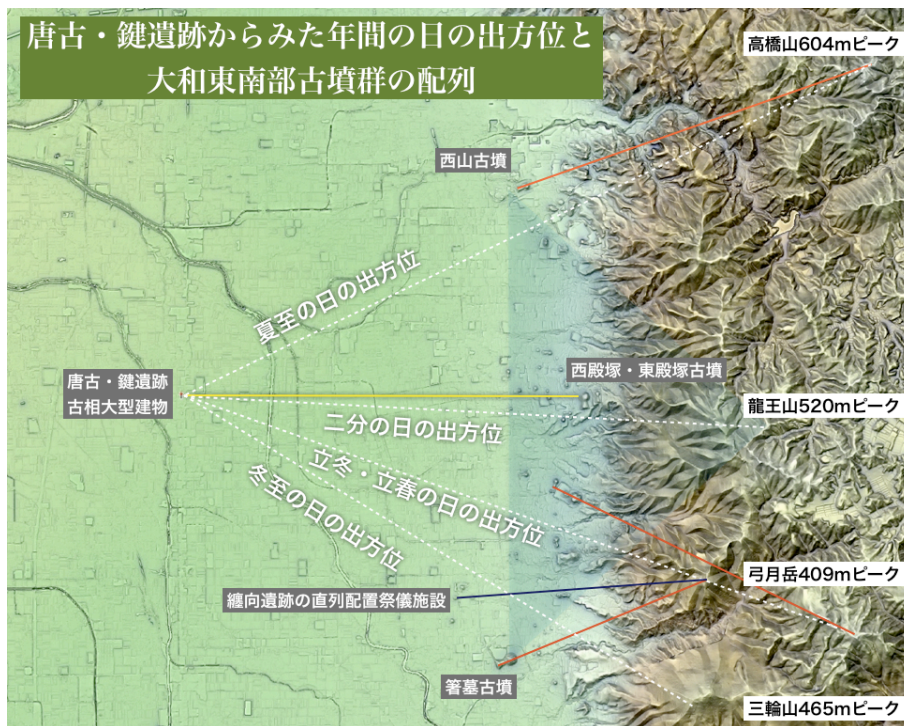 唐古・鍵遺跡からみた年間の日の出方位と
大和東南部古墳群の配列
高橋山604mピーク
西山古墳
夏至の日の出方位
唐古・鍵遺跡
古相大型建物
西殿塚・東殿塚古墳
龍王山520mピーク
二分の日の出方位
立冬・立春の日の出方位
冬至の日の出方位
弓月岳409mピーク
纏向遺跡の直列配置祭儀施設
箸墓古墳
三輪山465mピーク